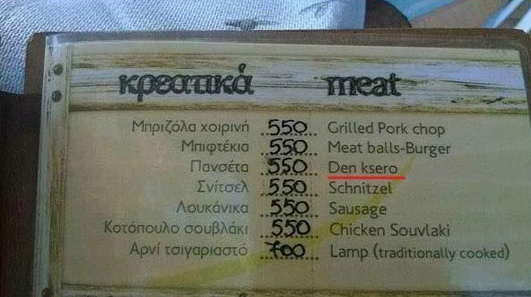 κρεατικά meat
Μπριζόλα χοιρινή 550 Grilled Pork chop
Μπιφτέκια 550 Meat balls-Burger
Πανσέτα 550 Den ksero
Σνίτσελ 550 Schnitzel
Λουκάνικα 550 Sausage
Κοτόπουλο σουβλάκι 550 Chicken Souvlaki
Αρνί τσιγαριαστό 700 Lamp (traditionally cooked)